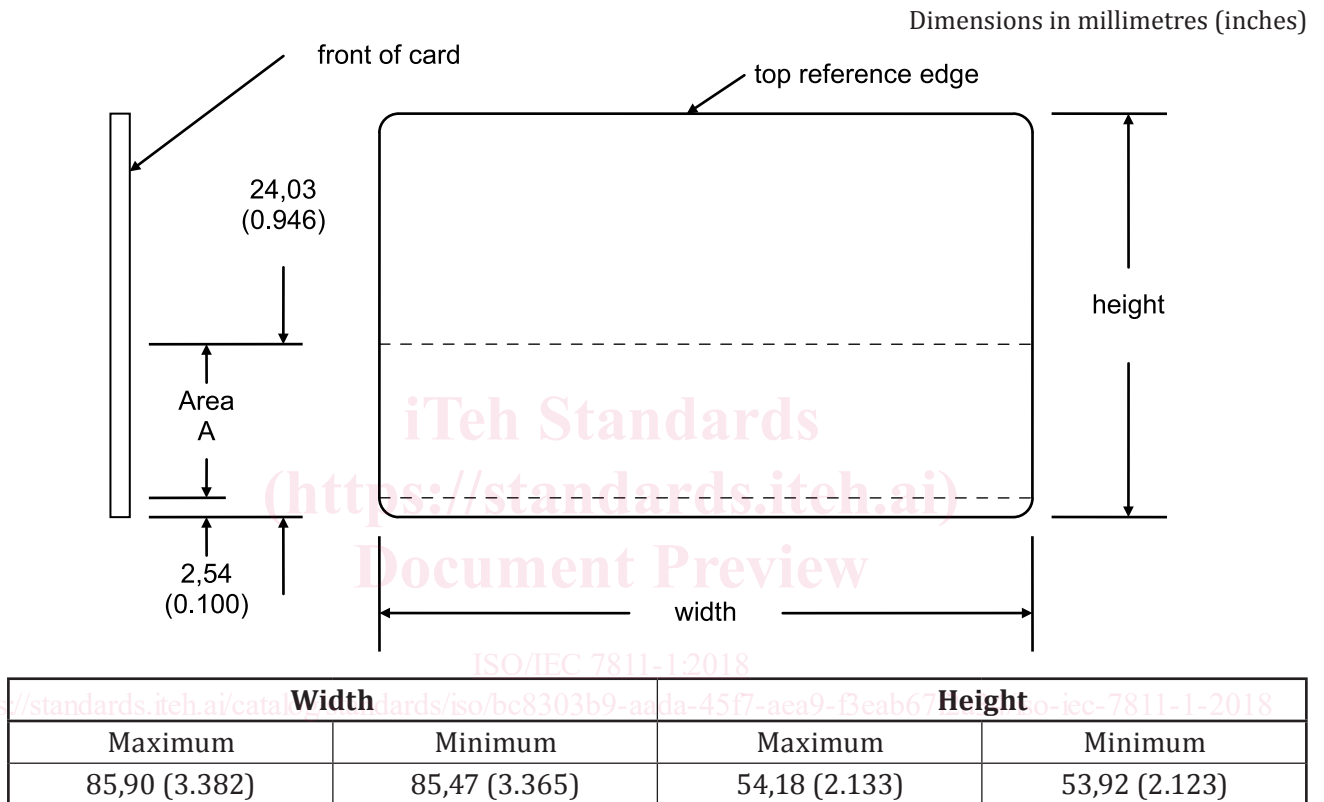 Dimensions in millimetres (inches)
front of card
top reference edge
24,03
(0.946)
height
Area
A
iTeh Standards
(https://standards.iteh.ai)
Document Preview
2,54
(0.100)
width
ISO/IEC 7811-1:2018
Width Height
Maximum Minimum Maximum Minimum
85,90 (3.382) 85,47 (3.365) 54,18 (2.133) 53,92 (2.123)